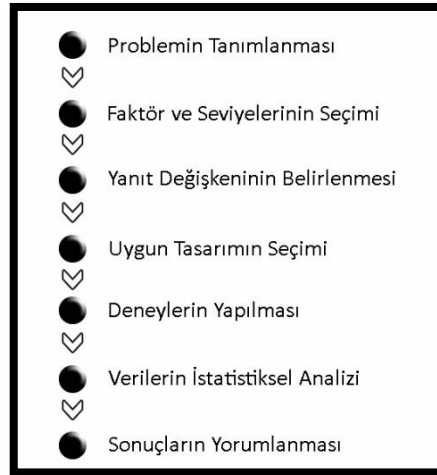 Problemin Tanımlanması
Faktör ve Seviyelerinin Seçimi
Yanıt Değişkeninin Belirlenmesi
Uygun Tasarımın Seçimi
Deneylerin Yapılması
Verilerin İstatistiksel Analizi
Sonuçların Yorumlanması